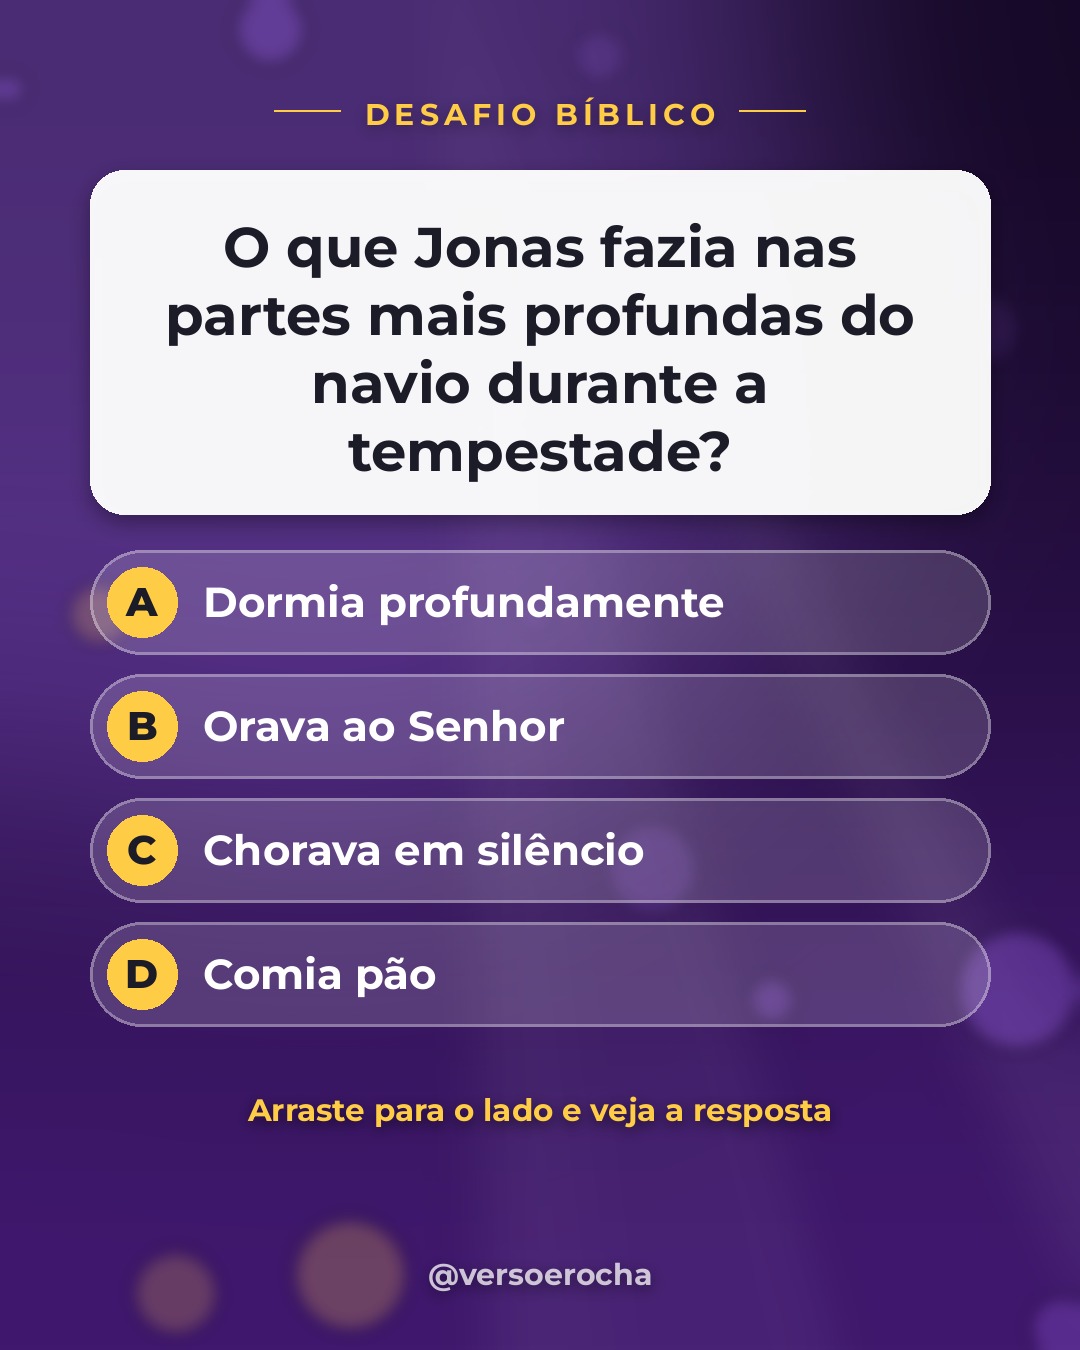 DESAFIO BÍBLICO
O que Jonas fazia nas
partes mais profundas do
navio durante a
tempestade?
A Dormia profundamente
B Orava ao Senhor
C Chorava em silêncio
D Comia pão
Arraste para o lado e veja a resposta
@versoerocha